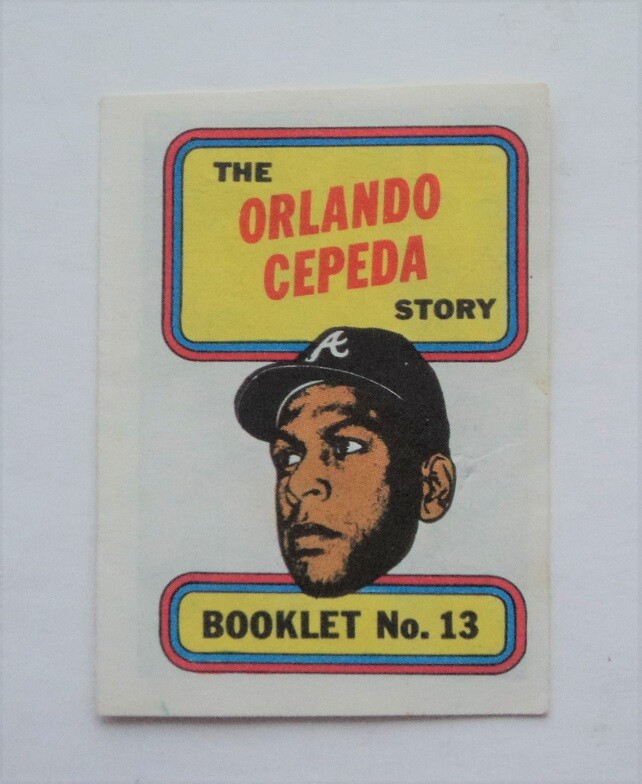 THE
ORLANDO
CEPEDA
STORY
A
BOOKLET No. 13